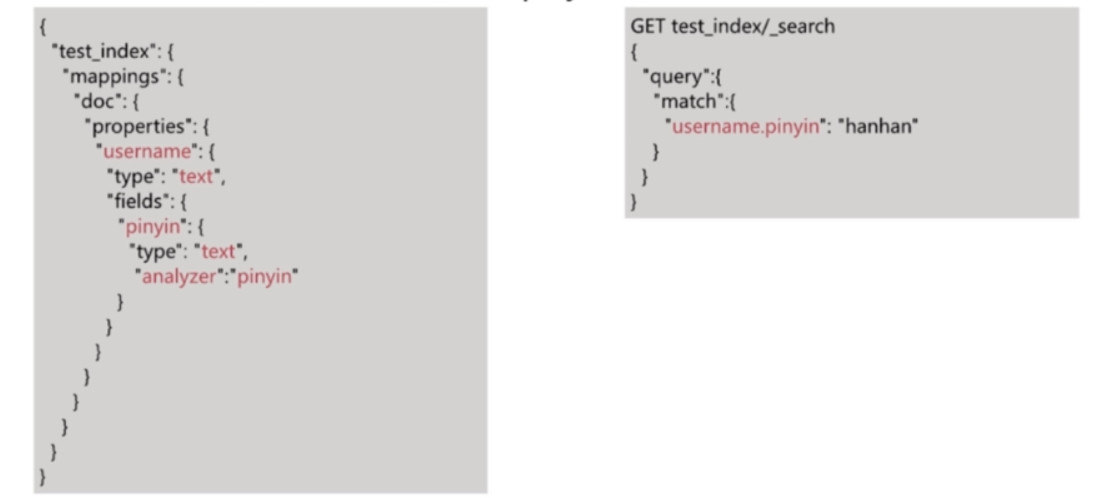 {
"test_index": {
"mappings": {
"doc": {
"properties": {
"username": {
"type": "text",
"fields": {
"pinyin": {
"type": "text",
"analyzer":"pinyin"
}
}
}
}
}
}
}
}
GET test_index/_search
{
"query":{
"match":{
"username.pinyin": "hanhan"
}
}
}